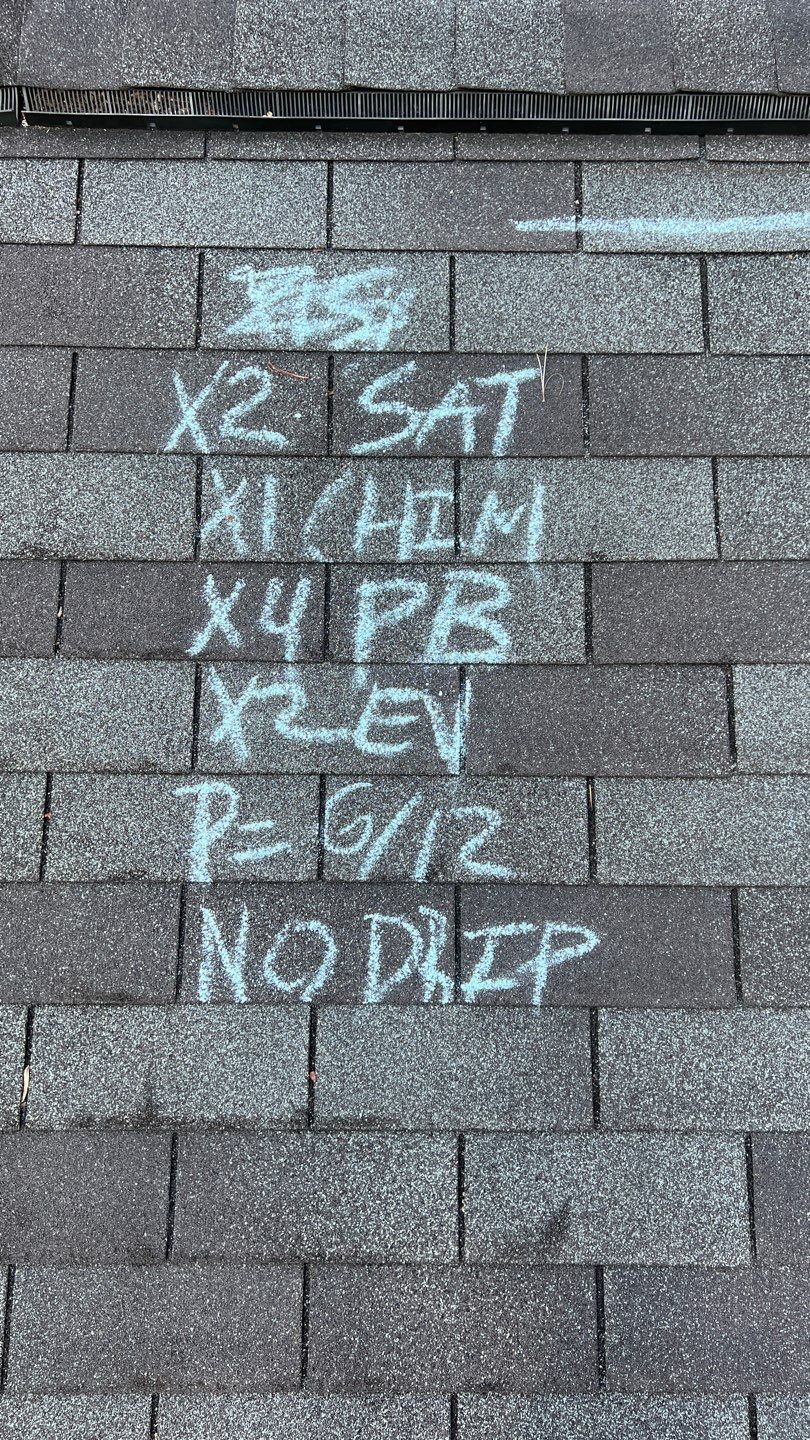 X2 SAT
X1 CHIM
X4 PB
X2 EV
P= 6/12
NO DRIP